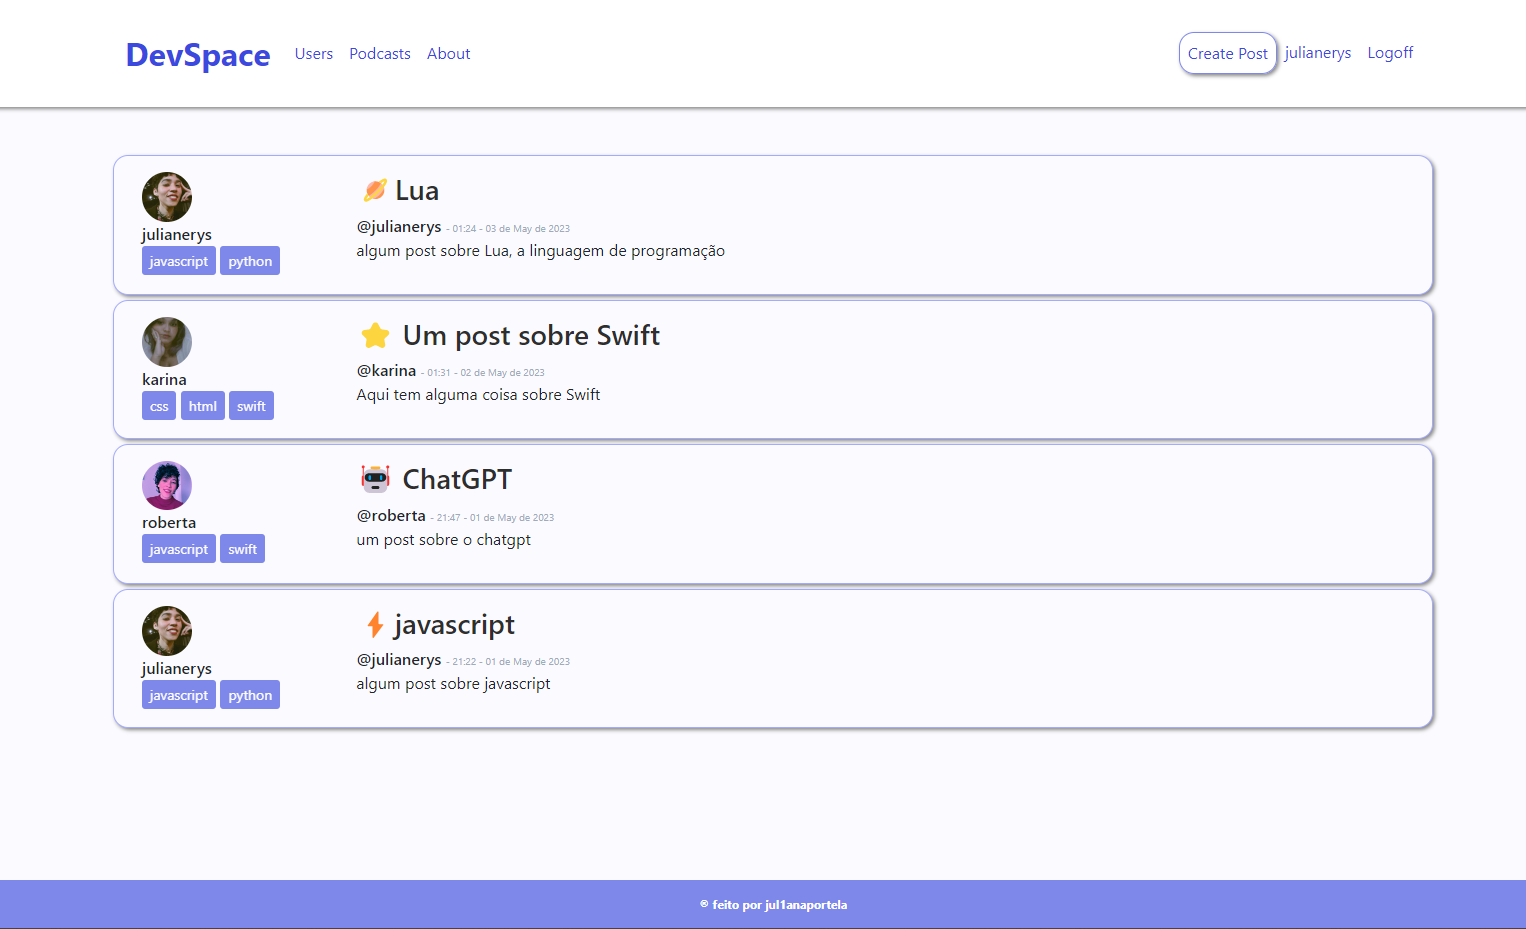 DevSpace Users Podcasts About Create Post julianerys Logoff
🪐 Lua
julianerys
@julianerys - 01:24 - 03 de May de 2023
algum post sobre Lua, a linguagem de programação
javascript python
⭐ Um post sobre Swift
karina
@karina - 01:31 - 02 de May de 2023
Aqui tem alguma coisa sobre Swift
css html swift
🤖 ChatGPT
roberta
@roberta - 21:47 - 01 de May de 2023
um post sobre o chatgpt
javascript swift
⚡ javascript
julianerys
@julianerys - 21:22 - 01 de May de 2023
algum post sobre javascript
javascript python
® feito por jul1anaportela